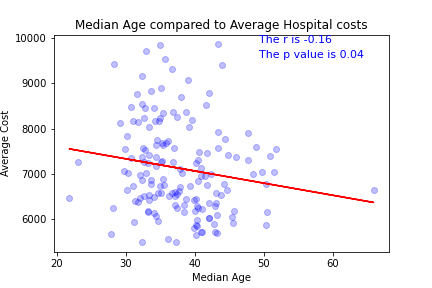 Median Age compared to Average Hospital costs
The r is -0.16
The p value is 0.04
Average Cost
10000
9000
8000
7000
6000
20
30
40
50
60
Median Age